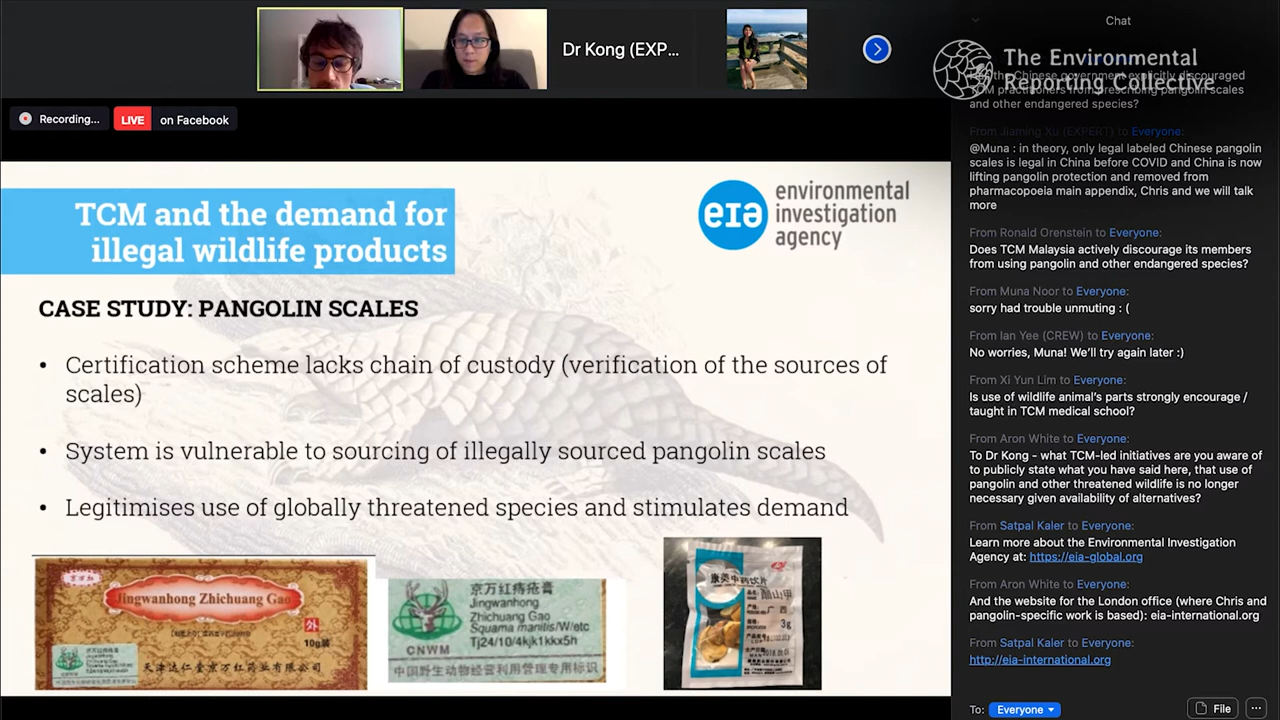 Dr Kong (EXP...
Recording...
LIVE
on Facebook
TCM and the demand for
illegal wildlife products
eia
environmental
investigation
agency
CASE STUDY: PANGOLIN SCALES
• Certification scheme lacks chain of custody (verification of the sources of
scales)
• System is vulnerable to sourcing of illegally sourced pangolin scales
• Legitimises use of globally threatened species and stimulates demand
Jingwanhong Zhichuang Gao
外
10g装
天津达仁堂京万红药业有限公司
京万红痔疮膏
Jingwanhong
Zhichuang Gao
Squama manitis/W/etc
Tj24/10/4kjk1kkx5h
CNWM
中国野生动物经营利用管理专用标识
康美中药饮片
醋山甲
广西
3g
Chat
The Environmental
Reporting Collective
the Chinese government explicitly discouraged
practitioners from prescribing pangolin scales
and other endangered species?
From Jiaming Xu (EXPERT) to Everyone:
@Muna : in theory, only legal labeled Chinese pangolin
scales is legal in China before COVID and China is now
lifting pangolin protection and removed from
pharmacopoeia main appendix, Chris and we will talk
more
From Ronald Orenstein to Everyone:
Does TCM Malaysia actively discourage its members
from using pangolin and other endangered species?
From Muna Noor to Everyone:
sorry had trouble unmuting : (
From Ian Yee (CREW) to Everyone:
No worries, Muna! We'll try again later :)
From Xi Yun Lim to Everyone:
Is use of wildlife animal's parts strongly encourage /
taught in TCM medical school?
From Aron White to Everyone:
To Dr Kong - what TCM-led initiatives are you aware of
to publicly state what you have said here, that use of
pangolin and other threatened wildlife is no longer
necessary given availability of alternatives?
From Satpal Kaler to Everyone:
Learn more about the Environmental Investigation
Agency at: https://eia-global.org
From Aron White to Everyone:
And the website for the London office (where Chris and
pangolin-specific work is based): eia-international.org
From Satpal Kaler to Everyone:
http://eia-international.org
To: Everyone
File